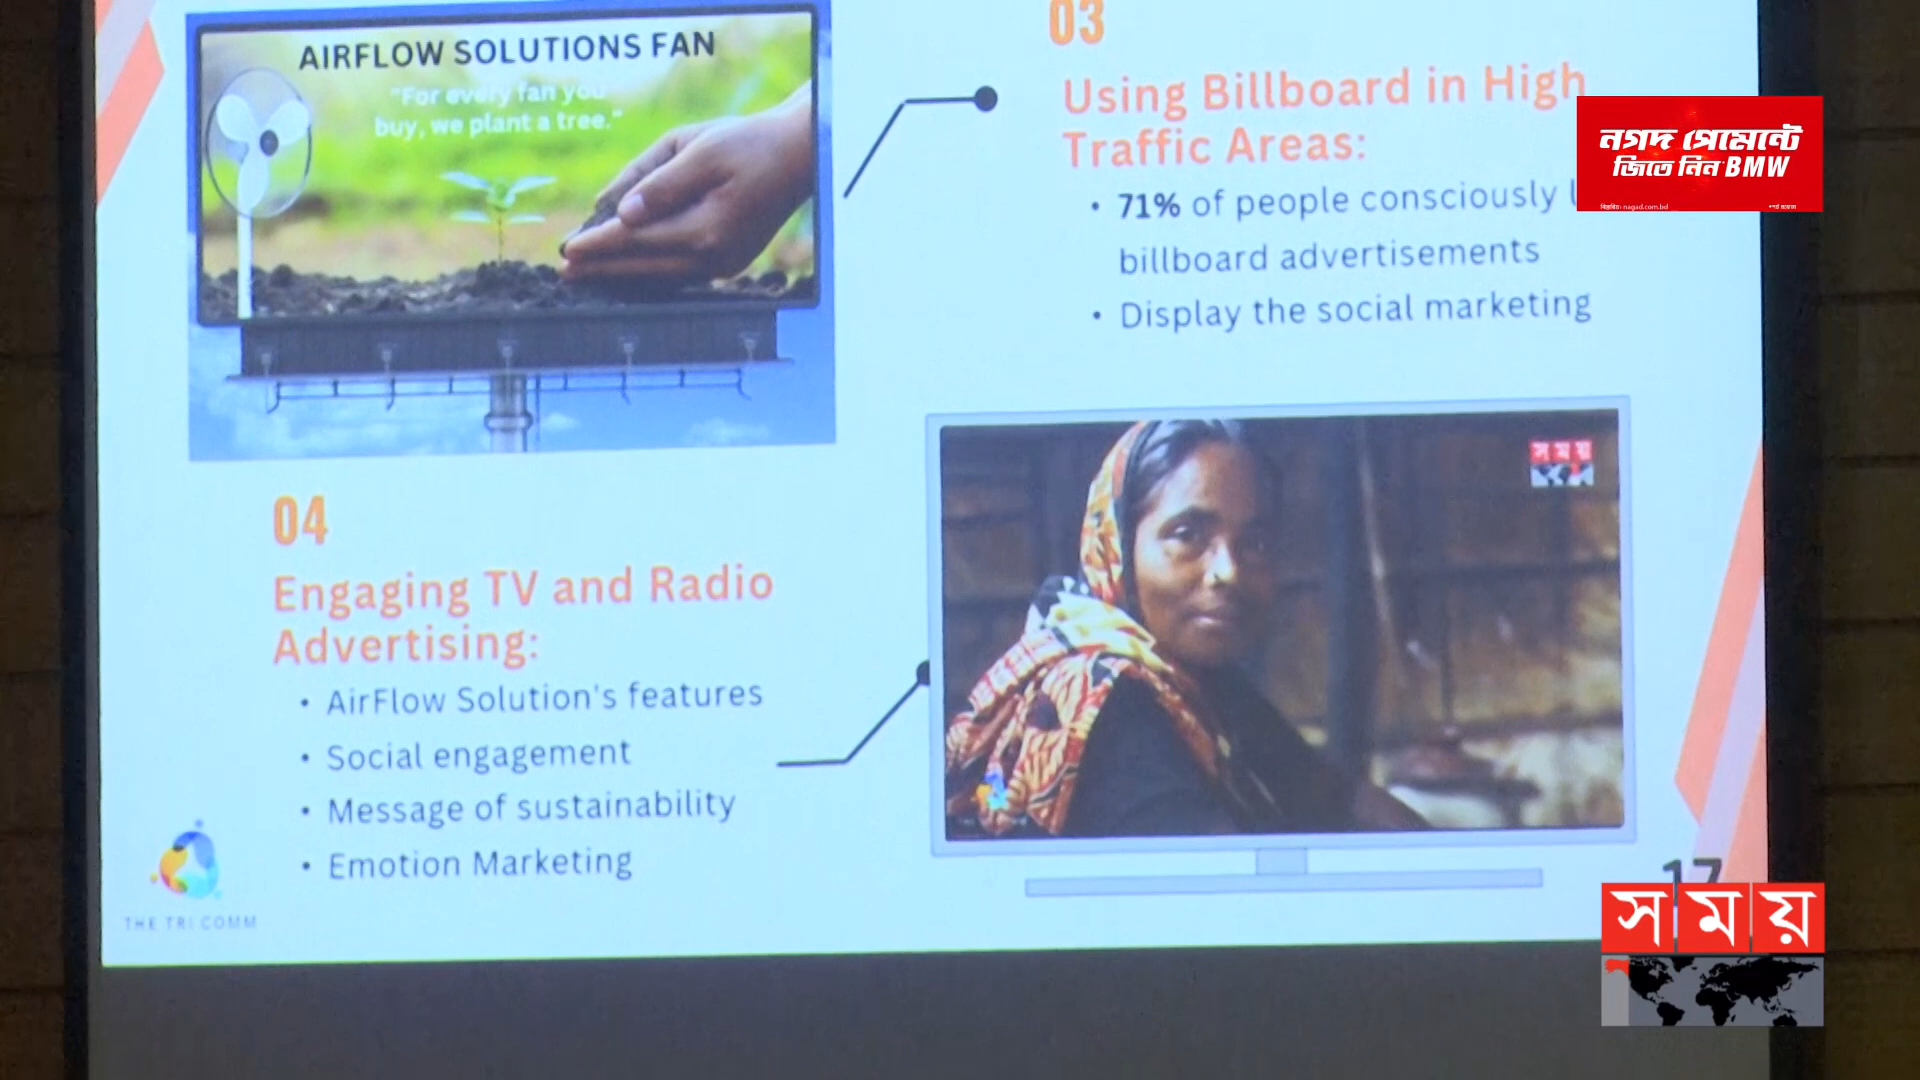 AIRFLOW SOLUTIONS FAN
"For every fan you
buy, we plant a tree."
03
Using Billboard in High
Traffic Areas:
• 71% of people consciously
billboard advertisements
• Display the social marketing
নগদ পেমেন্টে
জিতে নিন BMW
nagad.com.bd
সময়
04
Engaging TV and Radio
Advertising:
• AirFlow Solution's features
• Social engagement
• Message of sustainability
• Emotion Marketing
THE TRI COMM
17
সময়